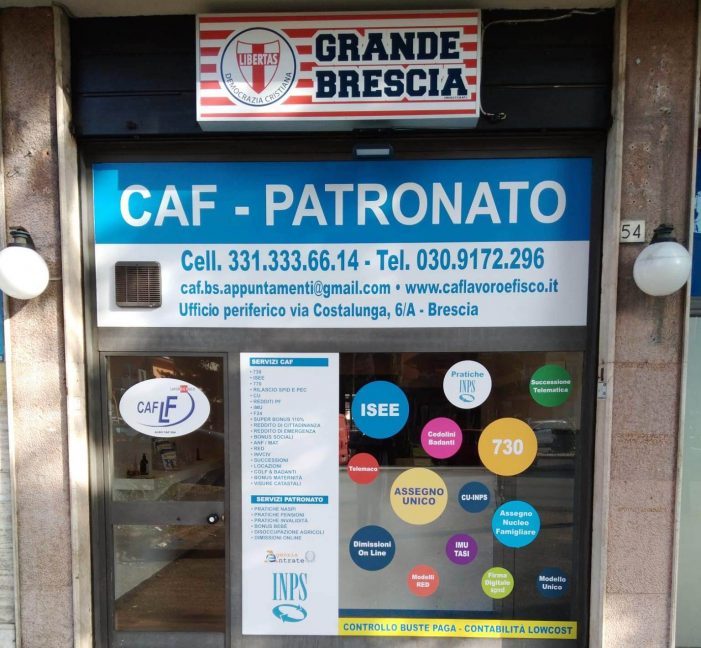 LIBERTAS
DEMOCRAZIA CRISTIANA
GRANDE
BRESCIA
CAF - PATRONATO
54
Cell. 331.333.66.14 - Tel. 030.9172.296
caf.bs.appuntamenti@gmail.com • www.caflavoroefisco.it
Ufficio periferico via Costalunga, 6/A - Brescia
CAF LF
SERVIZI CAF
• 730
• ISEE
• 770
• RILASCIO SPID E PEC
• CU
• REDDITI PF
• IMU
• F24
• SUPER BONUS 110%
• REDDITO DI CITTADINANZA
• REDDITO DI EMERGENZA
• BONUS SOCIALI
• ANF / MAT
• RED
• INVCIV
• SUCCESSIONI
• LOCAZIONI
• COLF & BADANTI
• BONUS MATERNITÀ
• VISURE CATASTALI
SERVIZI PATRONATO
• PRATICHE NASPI
• PRATICHE PENSIONI
• PRATICHE INVALIDITÀ
• BONUS BEBÈ
• DISOCCUPAZIONE AGRICOLI
• DIMISSIONI ONLINE
Agenzia
Entrate
INPS
Pratiche
INPS
Successione
Telematica
ISEE
Cedolini
Badanti
730
Telemaco
ASSEGNO
UNICO
CU-INPS
Assegno
Nucleo
Famigliare
Dimissioni
On Line
IMU
TASI
Modelli
RED
Firma
Digitale
spid
Modello
Unico
CONTROLLO BUSTE PAGA - CONTABILITÀ LOWCOST